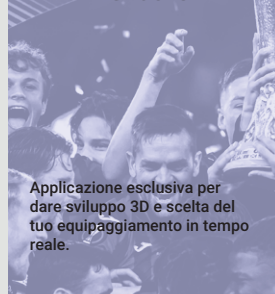 Applicazione esclusiva per
dare sviluppo 3D e scelta del
tuo equipaggiamento in tempo
reale.